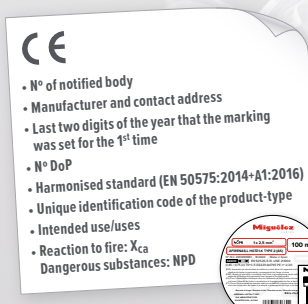 CE
• Nº of notified body
• Manufacturer and contact address
• Last two digits of the year that the marking
was set for the 1st time
• Nº DoP
• Harmonised standard (EN 50575:2014+A1:2016)
• Unique identification code of the product-type
• Intended use/uses
• Reaction to fire: Xca
Dangerous substances: NPD
Miguélez
1 x 2,5 mm²
100 m